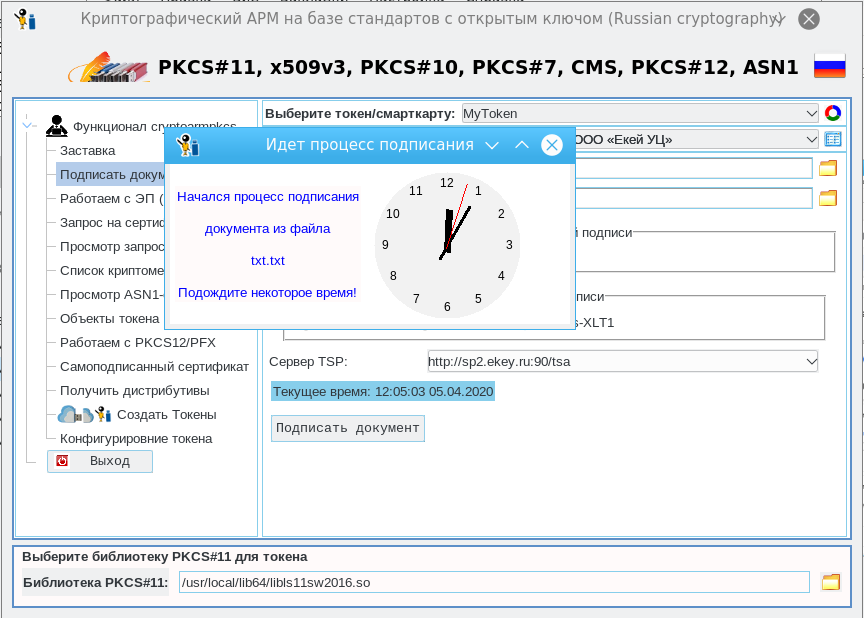 Криптографический АРМ на базе стандартов с открытым ключом (Russian cryptography)
PKCS#11, x509v3, PKCS#10, PKCS#7, CMS, PKCS#12, ASN1
Функционал cryptoarmpkcs
Заставка
Подписать докум
Работаем с ЭП (
Запрос на сертиф
Просмотр запрос
Список криптоме
Просмотр ASN1-
Объекты токена
Работаем с PKCS12/PFX
Самоподписанный сертификат
Получить дистрибутивы
Создать Токены
Конфигурировние токена
Выход
Выберите токен/смарткарту: MyToken
ООО «Екей УЦ»
Идет процесс подписания
Начался процесс подписания
документа из файла
txt.txt
Подождите некоторое время!
12
1
2
3
4
5
6
7
8
9
10
11
й подписи
писи
s-XLT1
Сервер TSP: http://sp2.ekey.ru:90/tsa
Текущее время: 12:05:03 05.04.2020
Подписать документ
Выберите библиотеку PKCS#11 для токена
Библиотека PKCS#11: /usr/local/lib64/libls11sw2016.so